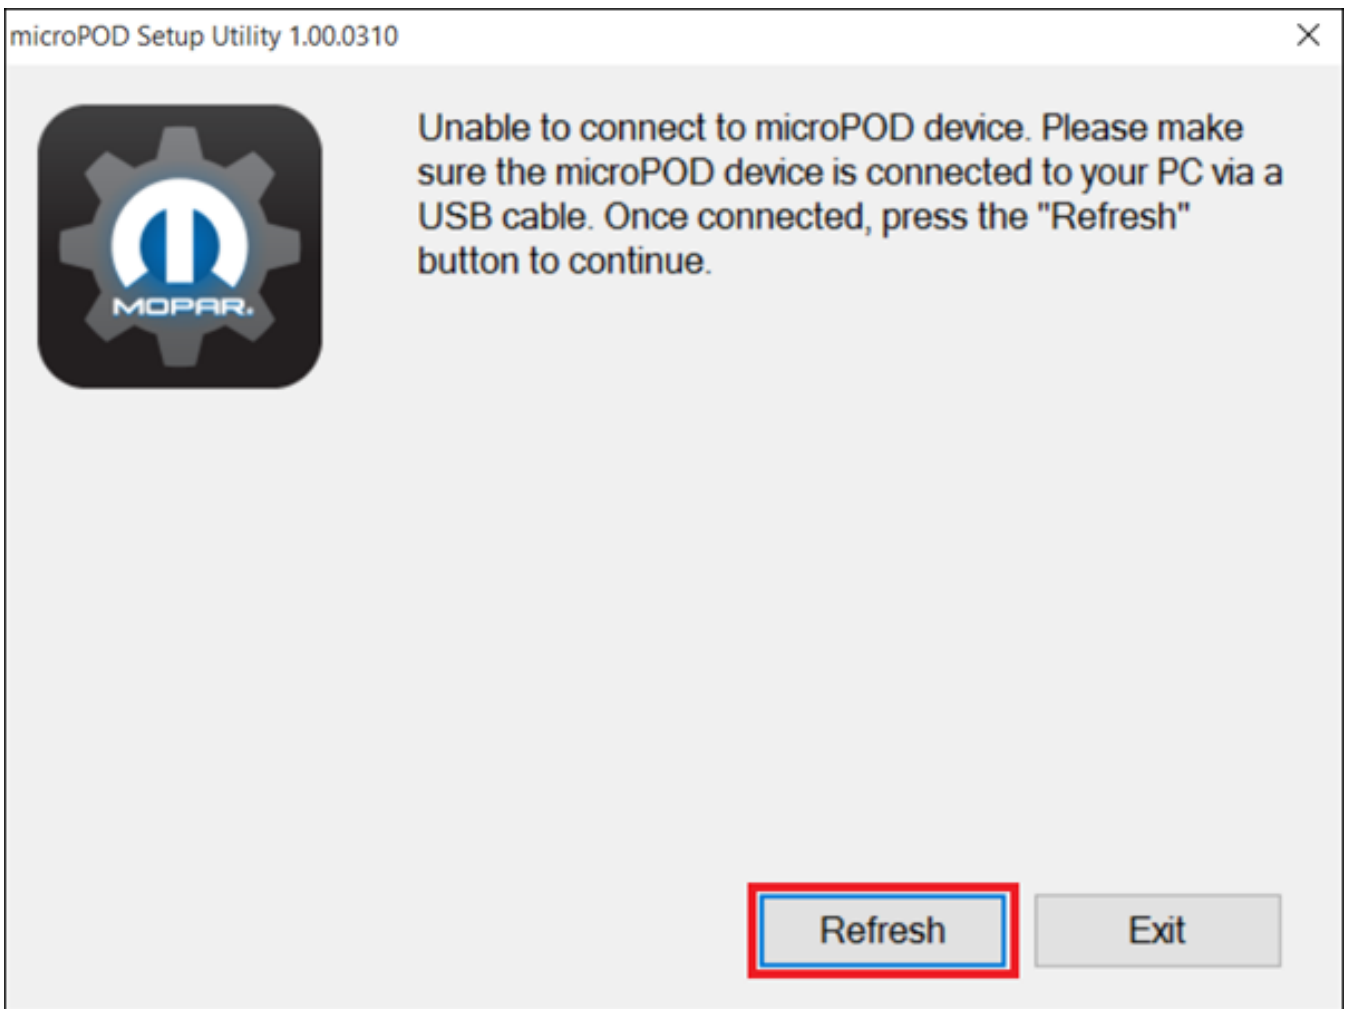 microPOD Setup Utility 1.00.0310
MOPAR.
Unable to connect to microPOD device. Please make
sure the microPOD device is connected to your PC via a
USB cable. Once connected, press the "Refresh"
button to continue.
Refresh
Exit